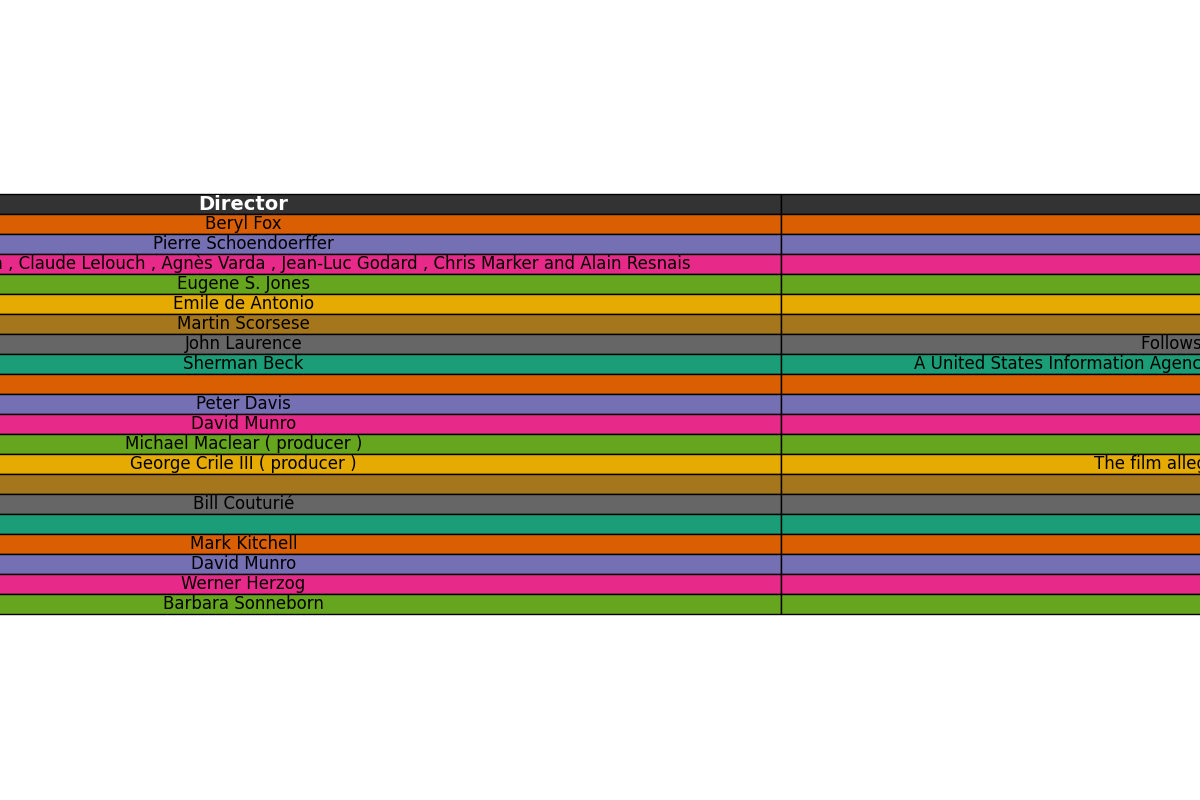 Director
Beryl Fox
Pierre Schoendoerffer
, Claude Lelouch , Agnès Varda , Jean-Luc Godard , Chris Marker and Alain Resnais
Eugene S. Jones
Emile de Antonio
Martin Scorsese
John Laurence Follows
Sherman Beck A United States Information Agenc
Peter Davis
David Munro
Michael Maclear ( producer )
George Crile III ( producer ) The film alleg
Bill Couturié
Mark Kitchell
David Munro
Werner Herzog
Barbara Sonneborn